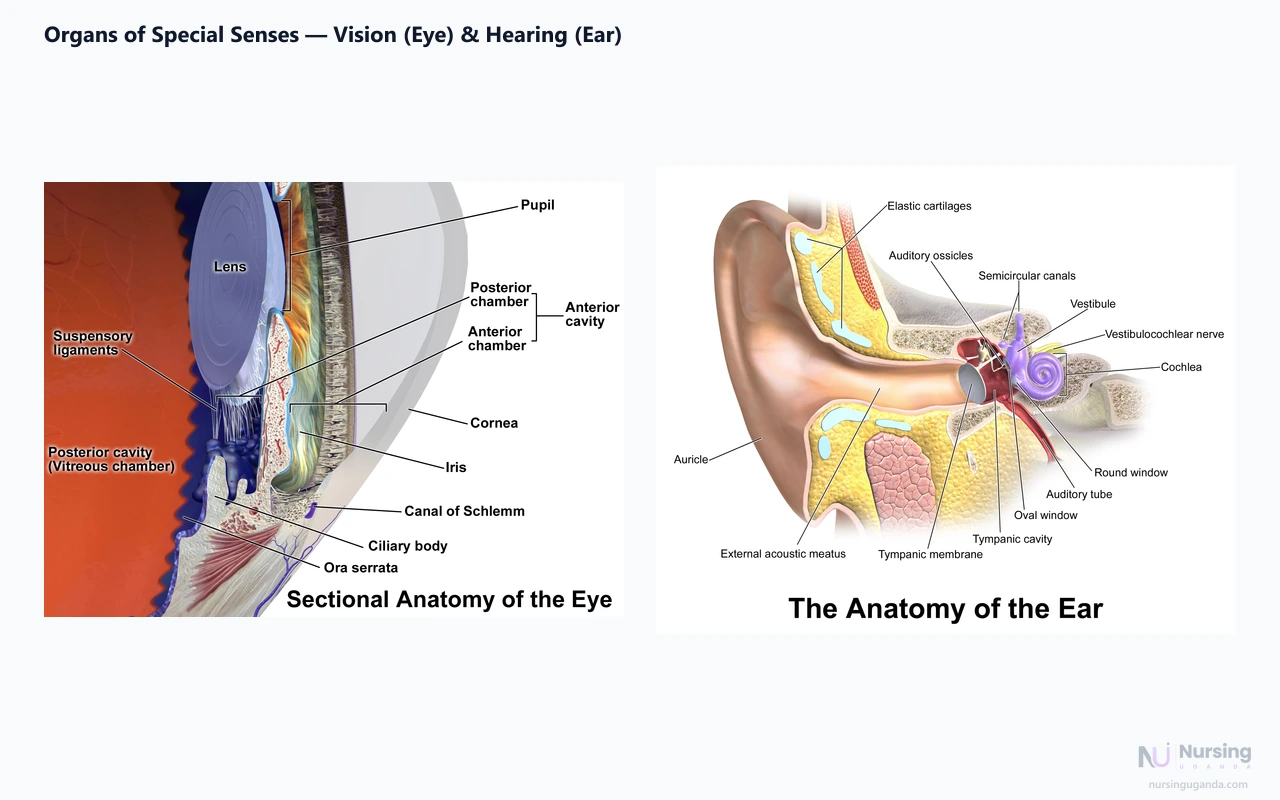 Organs of Special Senses — Vision (Eye) & Hearing (Ear)
Pupil
Lens
Posterior
chamber
Anterior
cavity
Anterior
chamber
Suspensory
ligaments
Cornea
Posterior cavity
(Vitreous chamber)
Iris
Canal of Schlemm
Ciliary body
Ora serrata
Sectional Anatomy of the Eye
Elastic cartilages
Auditory ossicles
Semicircular canals
Vestibule
Vestibulocochlear nerve
Cochlea
Auricle
Round window
Auditory tube
Oval window
Tympanic cavity
External acoustic meatus
Tympanic membrane
The Anatomy of the Ear
NU Nursing
UGANDA
nursinguganda.com